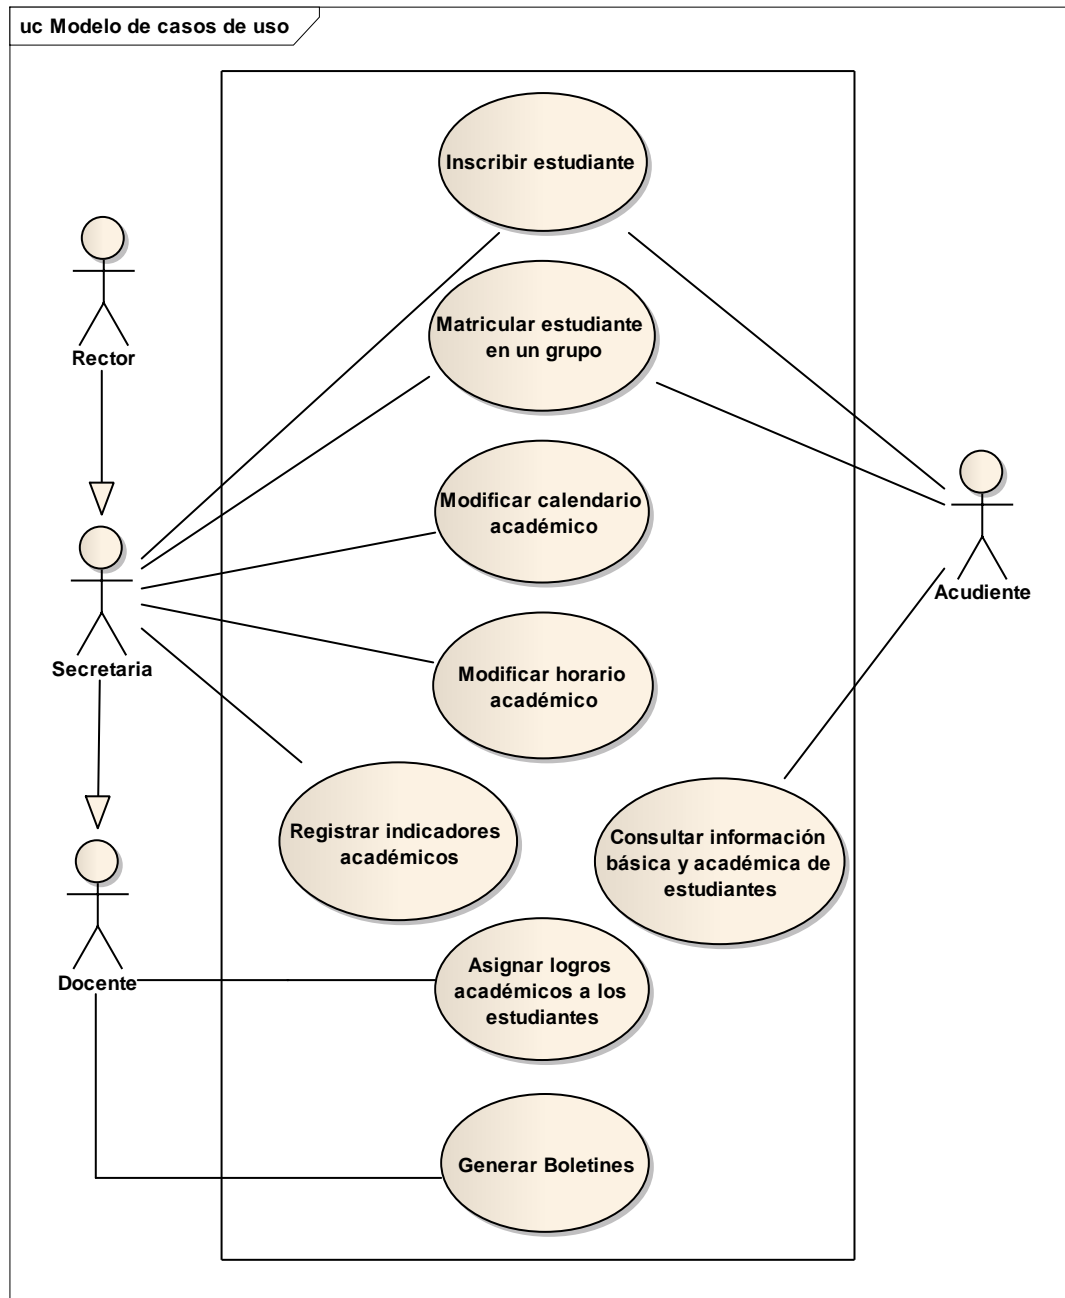 uc Modelo de casos de uso
Inscribir estudiante
Rector
Matricular estudiante
en un grupo
Modificar calendario
académico
Acudiente
Secretaria
Modificar horario
académico
Registrar indicadores
académicos
Consultar información
básica y académica de
estudiantes
Docente
Asignar logros
académicos a los
estudiantes
Generar Boletines